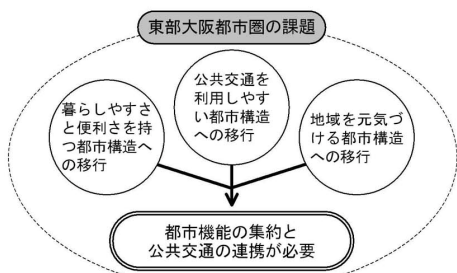 東部大阪都市圏の課題
暮らしやすさ
と便利さを持
つ都市構造へ
の移行
公共交通を
利用しやす
い都市構造
への移行
地域を元気づ
ける都市構造
への移行
都市機能の集約と
公共交通の連携が必要